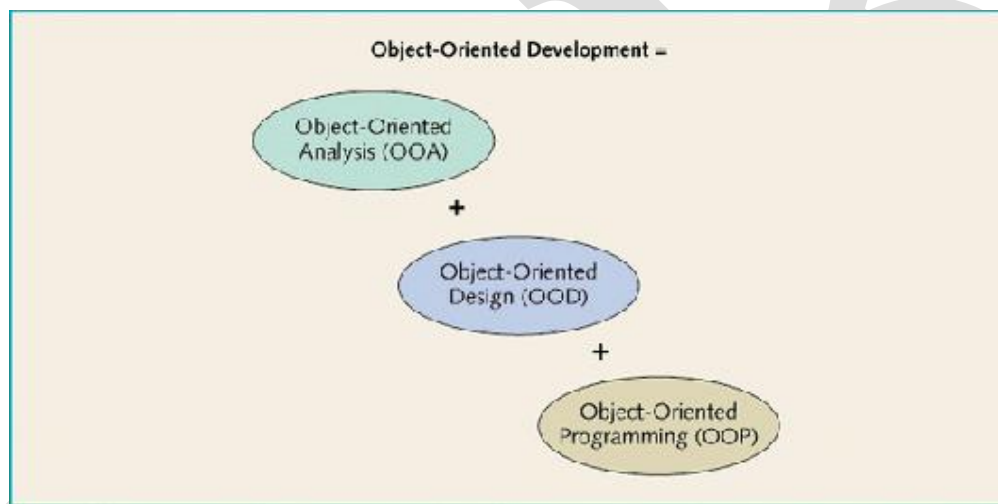 Object-Oriented Development =
Object-Oriented
Analysis (OOA)
+
Object-Oriented
Design (OOD)
+
Object-Oriented
Programming (OOP)